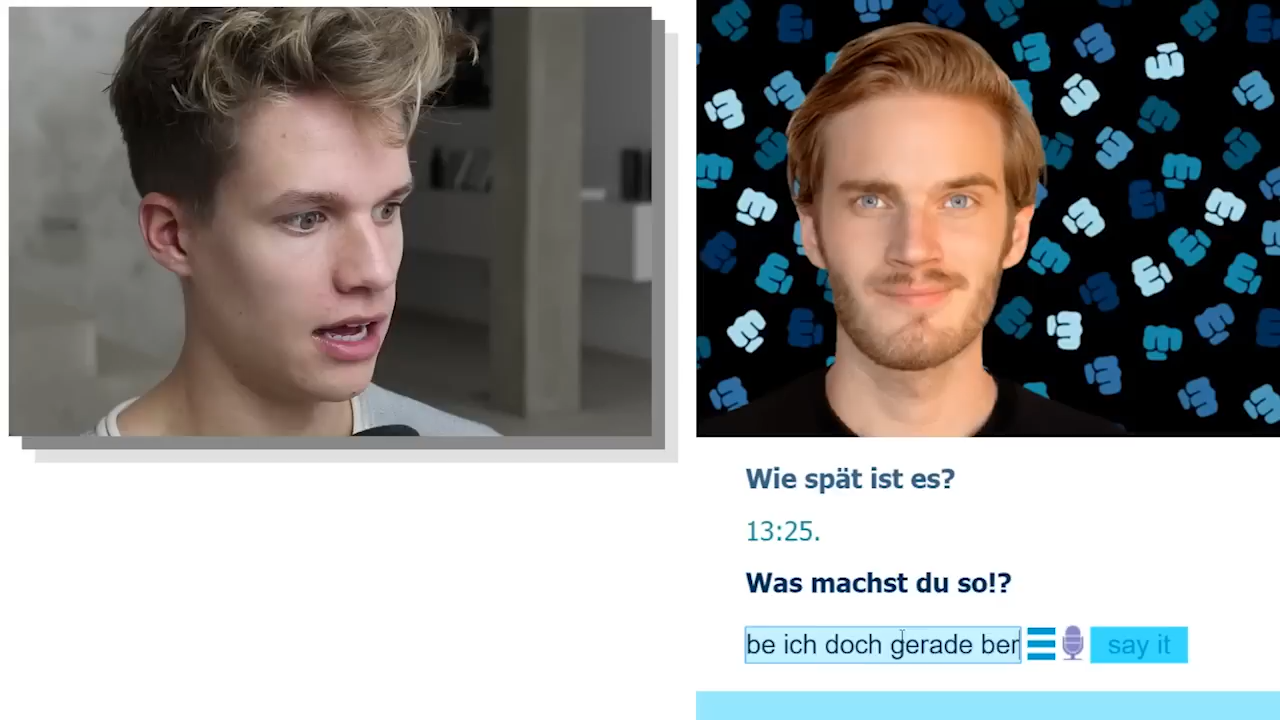 Wie spät ist es?
13:25.
Was machst du so!?
be ich doch gerade ber
say it